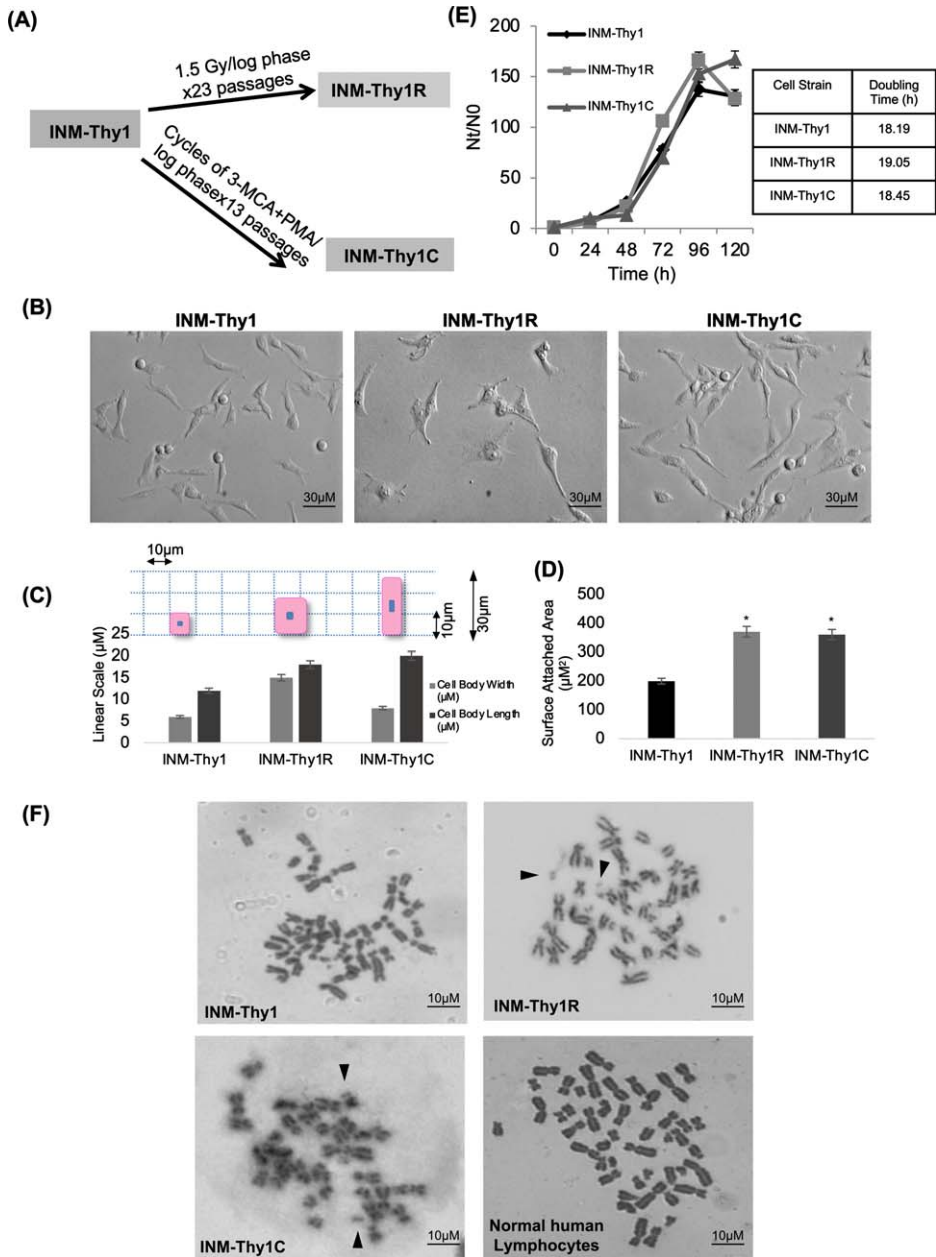 (A)
1.5 Gy/log phase
x23 passages
INM-Thy1R
INM-Thy1
Cycles of 3-MCA+PMA/
log phasex13 passages
INM-Thy1C
(E)
INM-Thy1
INM-Thy1R
INM-Thy1C
Nt/N0
200
150
100
50
0
0 24 48 72 96 120
Time (h)
Cell Strain Doubling
Time (h)
INM-Thy1 18.19
INM-Thy1R 19.05
INM-Thy1C 18.45
(B)
INM-Thy1 INM-Thy1R INM-Thy1C
30µM 30µM 30µM
(C)
10µm
10µm
30µm
Linear Scale (µM)
25
20
15
10
5
0
Cell Body Width
(µM)
Cell Body Length
(µM)
INM-Thy1 INM-Thy1R INM-Thy1C
(D)
Surface Attached Area
(µM²)
500
400
300
200
100
0
* *
INM-Thy1 INM-Thy1R INM-Thy1C
(F)
INM-Thy1
10µM
INM-Thy1R
10µM
INM-Thy1C
10µM
Normal human
Lymphocytes
10µM